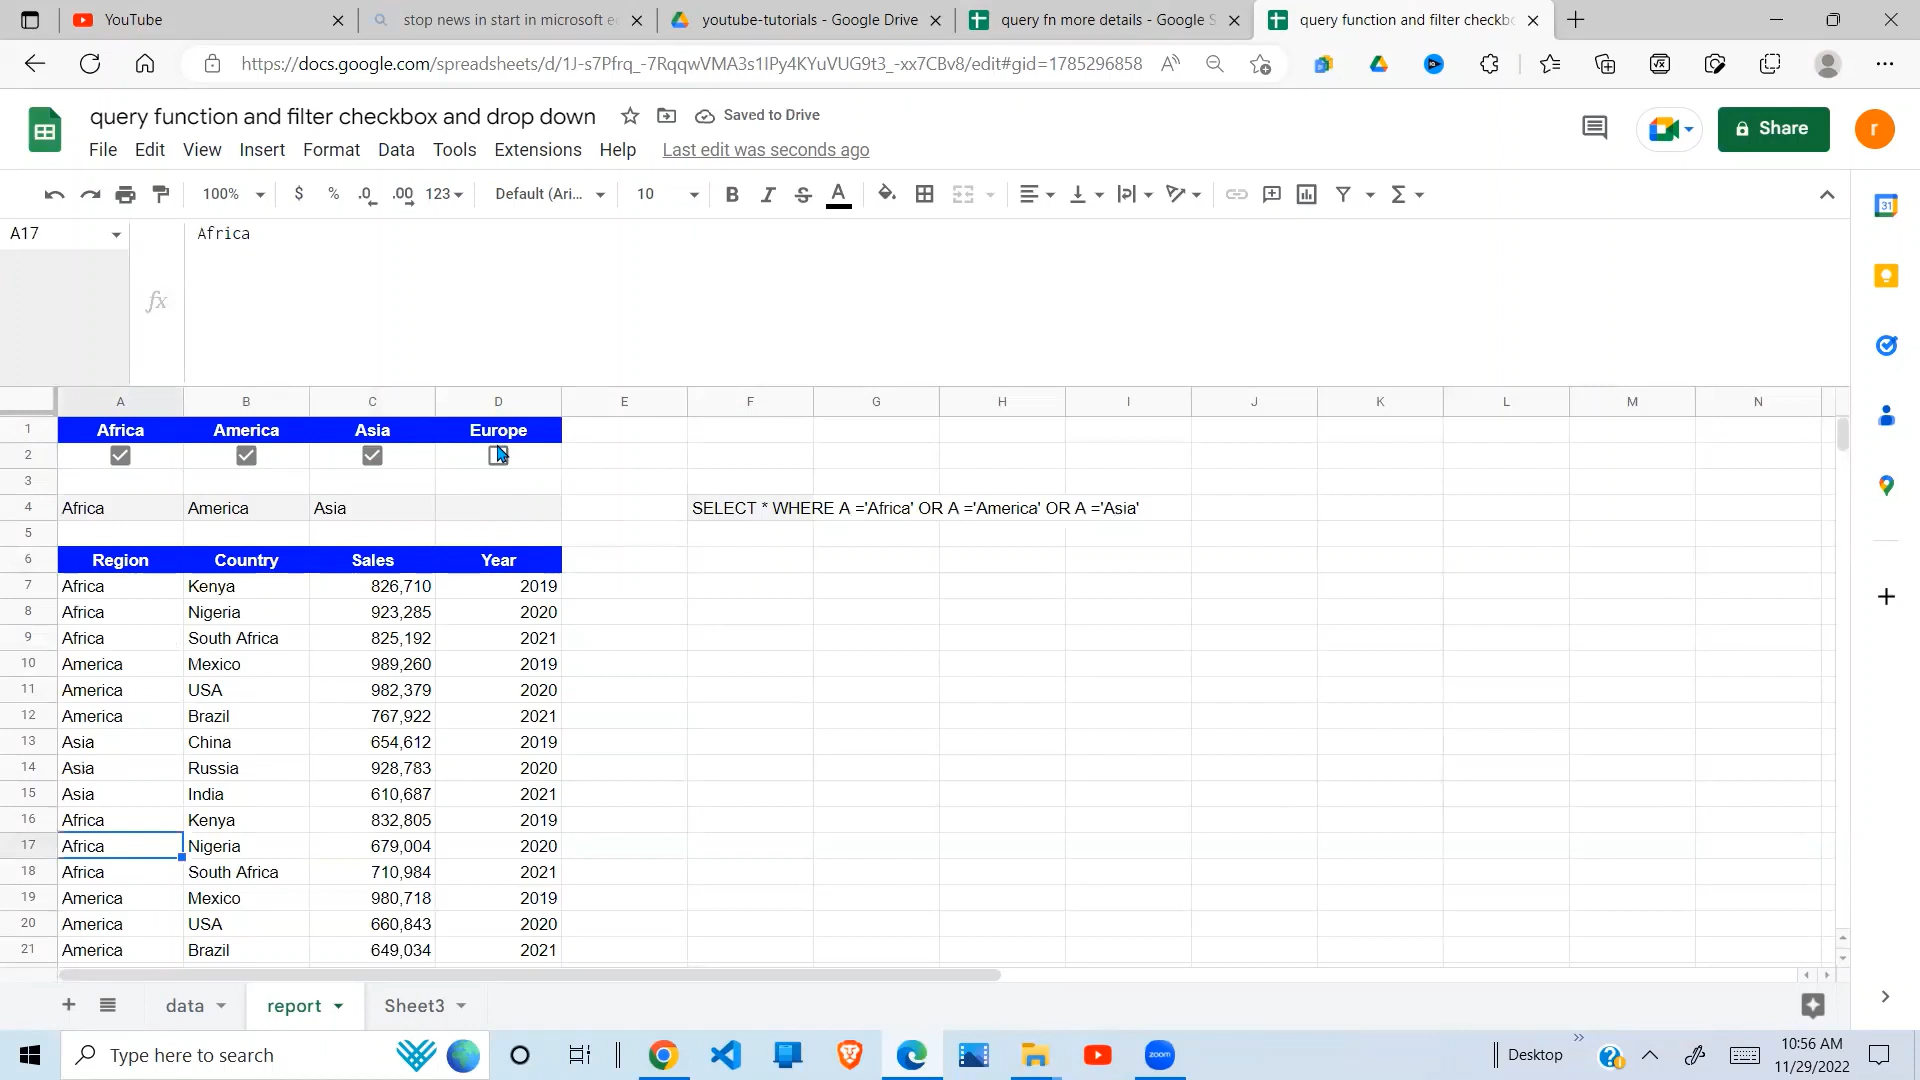 YouTube
stop news in start in microsoft e
youtube-tutorials - Google Drive
query fn more details - Google S
query function and filter checkb
https://docs.google.com/spreadsheets/d/1J-s7Pfrq_-7RqqwVMA3s1IPy4KYuVUG9t3_-xx7CBv8/edit#gid=1785296858
query function and filter checkbox and drop down
Saved to Drive
Share
r
File Edit View Insert Format Data Tools Extensions Help Last edit was seconds ago
100% $ % .0 .00 123 Default (Ari... 10 B I S A Σ
31
A17
Africa
fx
A B C D E F G H I J K L M N
1 Africa America Asia Europe
2
3
4 Africa America Asia SELECT * WHERE A ='Africa' OR A ='America' OR A ='Asia'
5
6 Region Country Sales Year
7 Africa Kenya 826,710 2019
8 Africa Nigeria 923,285 2020
9 Africa South Africa 825,192 2021
10 America Mexico 989,260 2019
11 America USA 982,379 2020
12 America Brazil 767,922 2021
13 Asia China 654,612 2019
14 Asia Russia 928,783 2020
15 Asia India 610,687 2021
16 Africa Kenya 832,805 2019
17 Africa Nigeria 679,004 2020
18 Africa South Africa 710,984 2021
19 America Mexico 980,718 2019
20 America USA 660,843 2020
21 America Brazil 649,034 2021
data report Sheet3
Type here to search
zoom
Desktop
10:56 AM
11/29/2022